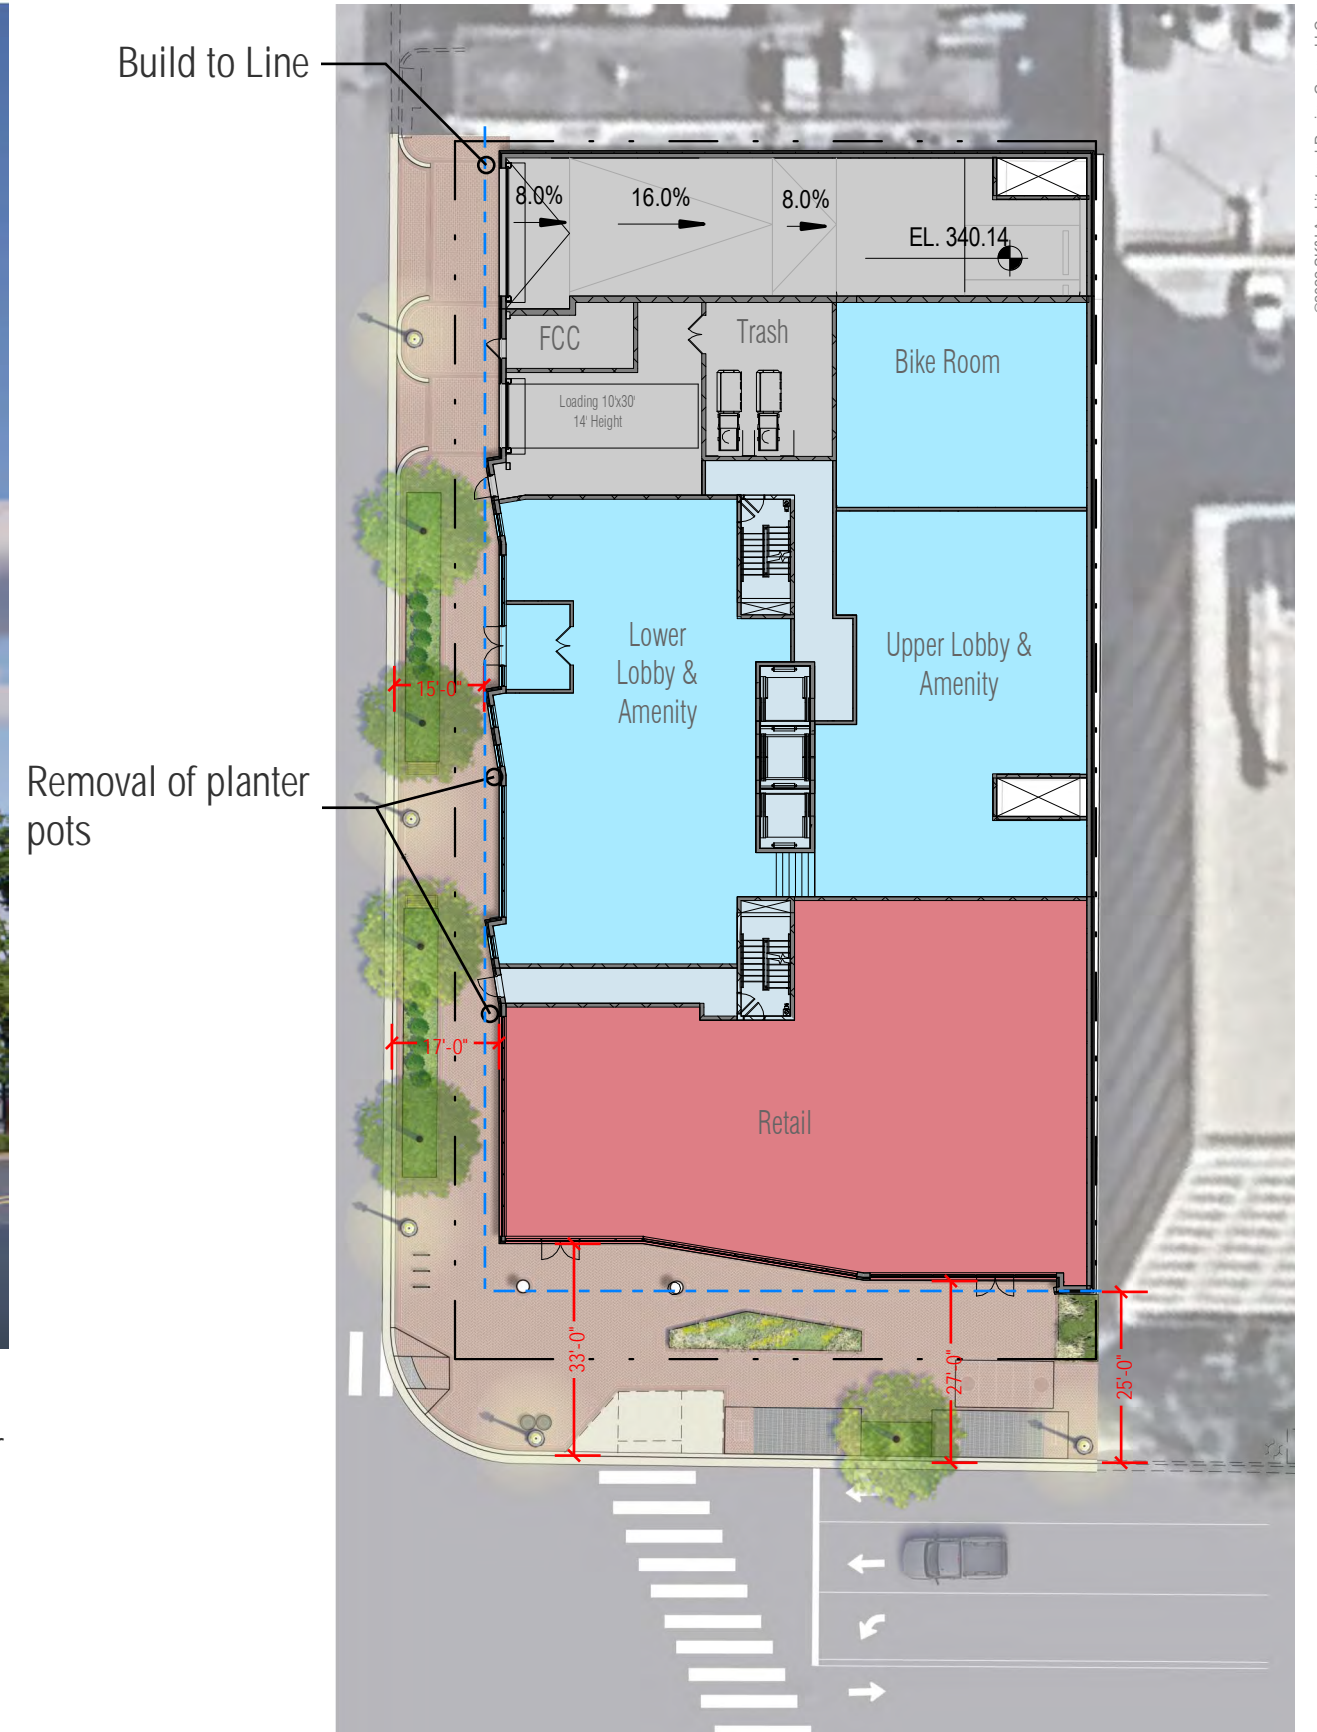 Build to Line
8.0%
16.0%
8.0%
EL. 340.14
FCC
Trash
Bike Room
Loading 10'x30'
14' Height
Lower
Lobby &
Amenity
Upper Lobby &
Amenity
15'-0"
Removal of planter
pots
17'-0"
Retail
33'-0"
27'-0"
25'-0"